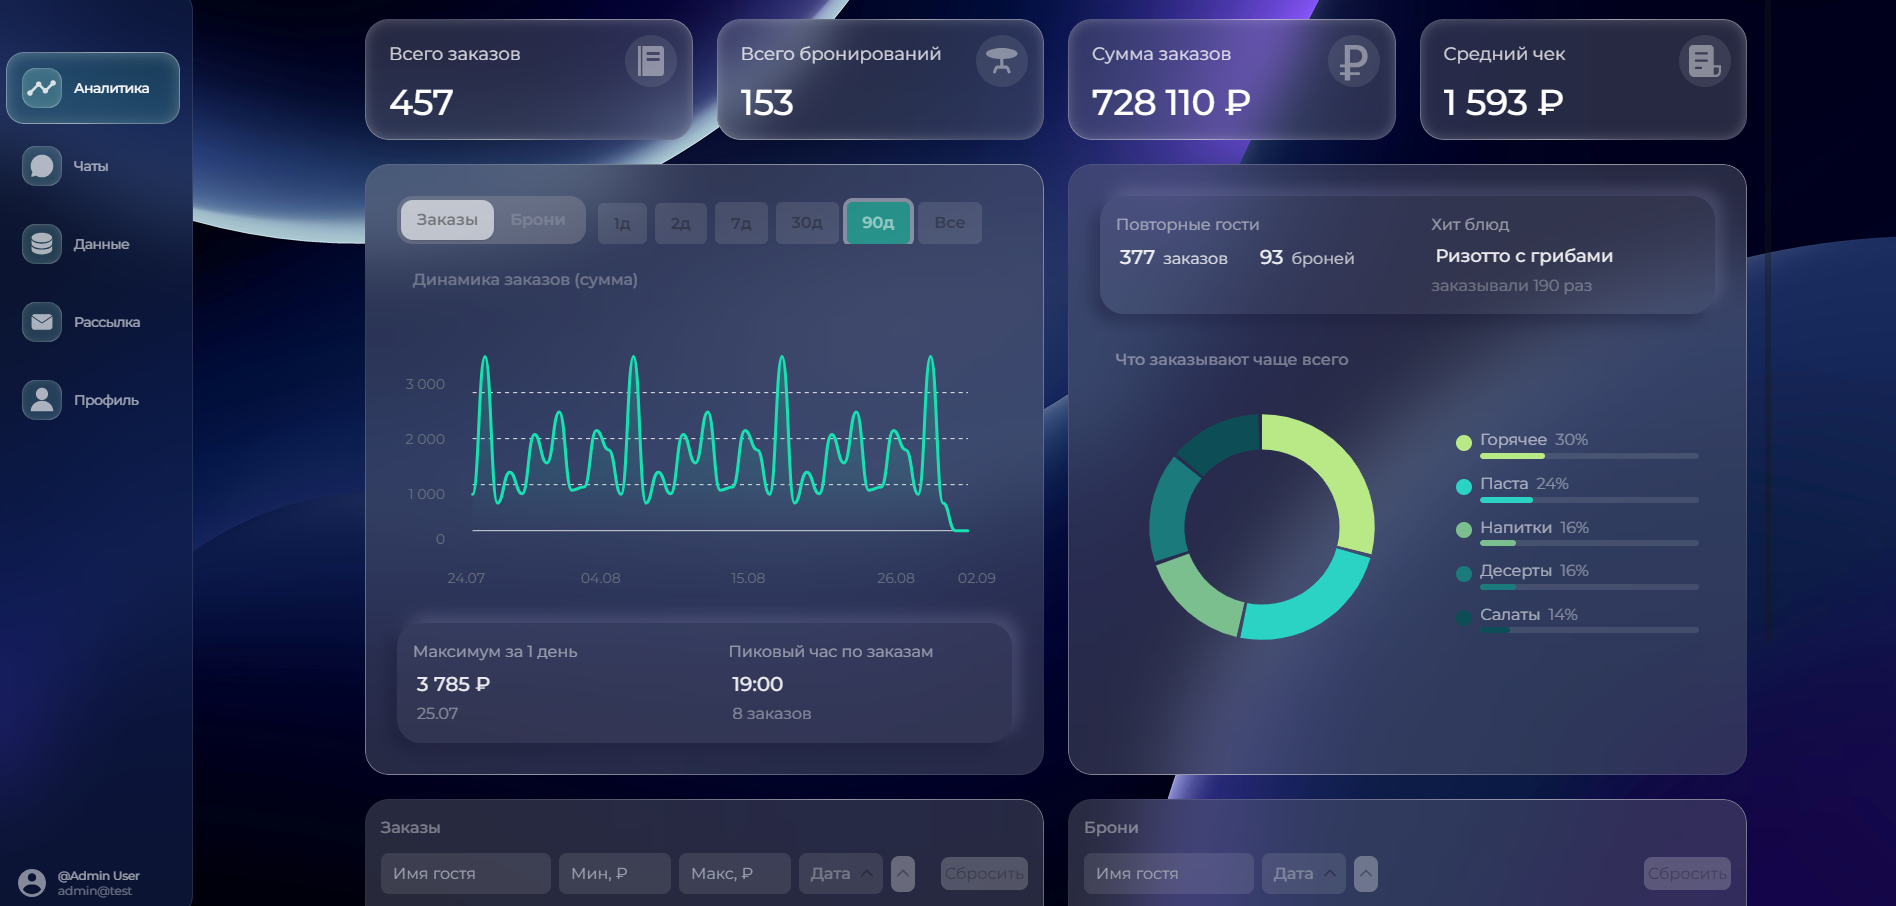 Аналитика
Чаты
Данные
Рассылка
Профиль
@Admin User
admin@test
Всего заказов
457
Всего бронирований
153
Сумма заказов
728 110 ₽
Средний чек
1 593 ₽
Заказы Брони 1д 2д 7д 30д 90д Все
Динамика заказов (сумма)
3 000
2 000
1 000
0
24.07 04.08 15.08 26.08 02.09
Максимум за 1 день
3 785 ₽
25.07
Пиковый час по заказам
19:00
8 заказов
Повторные гости
377 заказов 93 броней
Хит блюд
Ризотто с грибами
заказывали 190 раз
Что заказывают чаще всего
Горячее 30%
Паста 24%
Напитки 16%
Десерты 16%
Салаты 14%
Заказы
Имя гостя Мин, ₽ Макс, ₽ Дата Сбросить
Брони
Имя гостя Дата Сбросить